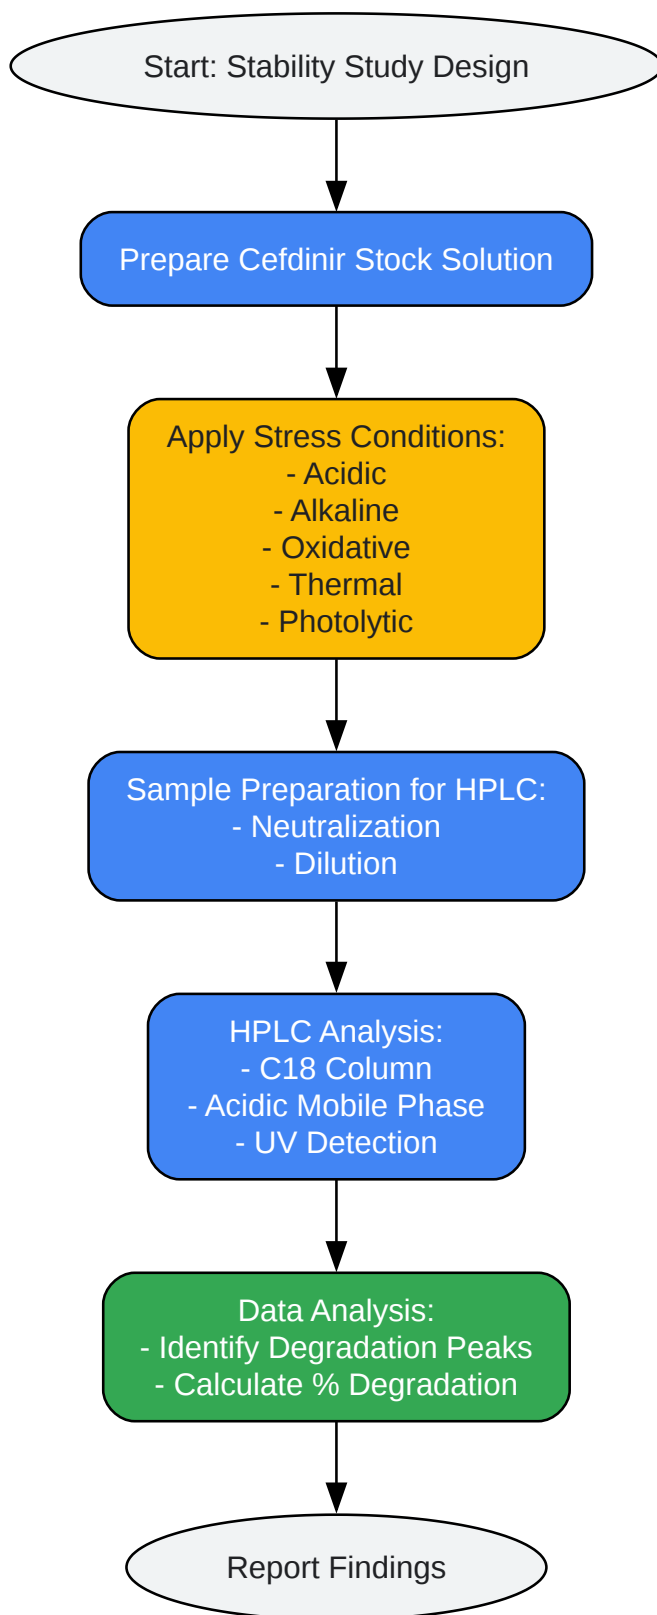 Start: Stability Study Design
Prepare Cefdinir Stock Solution
Apply Stress Conditions:
- Acidic
- Alkaline
- Oxidative
- Thermal
- Photolytic
Sample Preparation for HPLC:
- Neutralization
- Dilution
HPLC Analysis:
- C18 Column
- Acidic Mobile Phase
- UV Detection
Data Analysis:
- Identify Degradation Peaks
- Calculate % Degradation
Report Findings